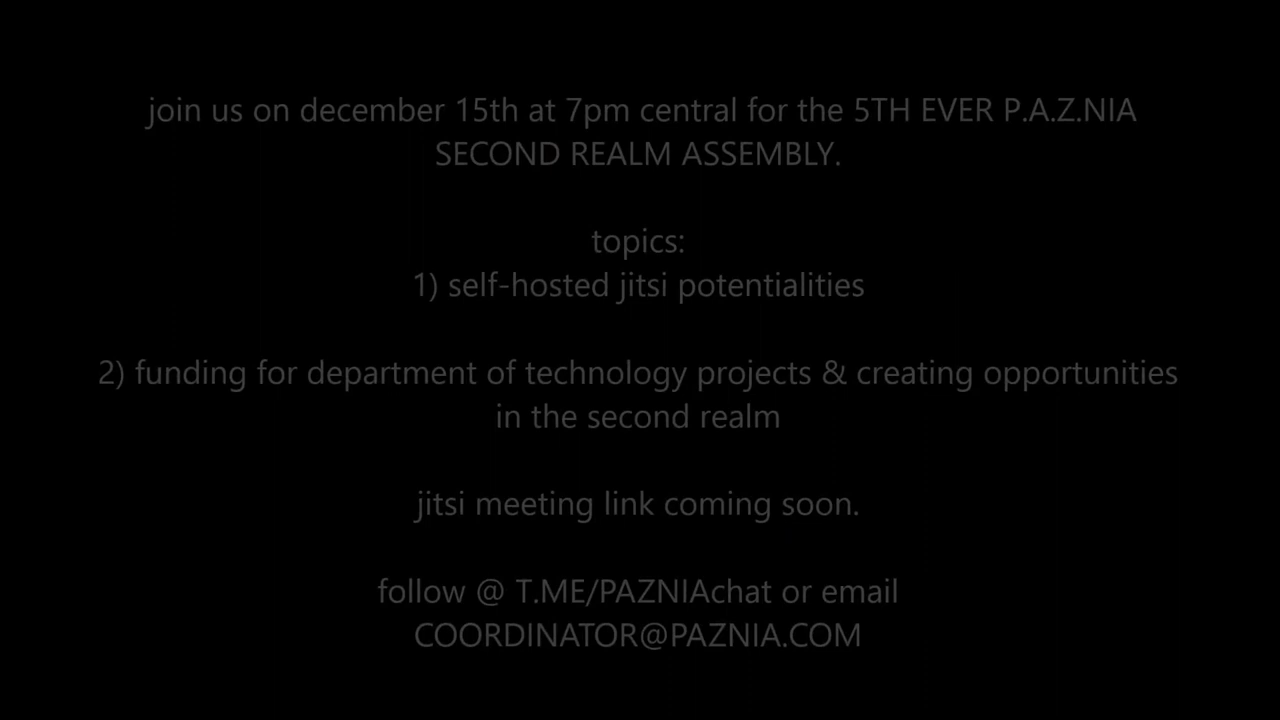 join us on december 15th at 7pm central for the 5TH EVER P.A.Z.NIA
SECOND REALM ASSEMBLY.
topics:
1) self-hosted jitsi potentialities
2) funding for department of technology projects & creating opportunities
in the second realm
jitsi meeting link coming soon.
follow @ T.ME/PAZNIAchat or email
COORDINATOR@PAZNIA.COM